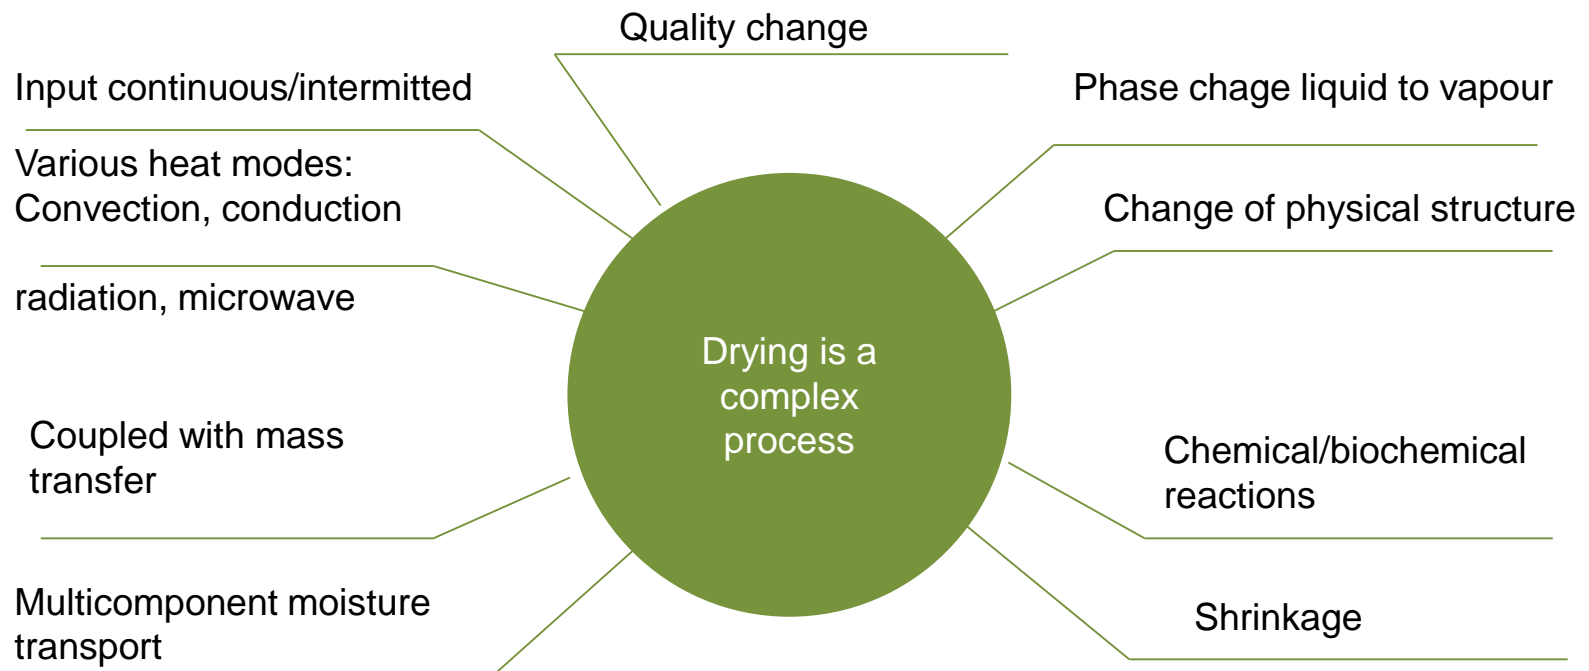 Quality change
Input continuous/intermitted
Various heat modes:
Convection, conduction
radiation, microwave
Coupled with mass
transfer
Multicomponent moisture
transport
Drying is a
complex
process
Phase chage liquid to vapour
Change of physical structure
Chemical/biochemical
reactions
Shrinkage